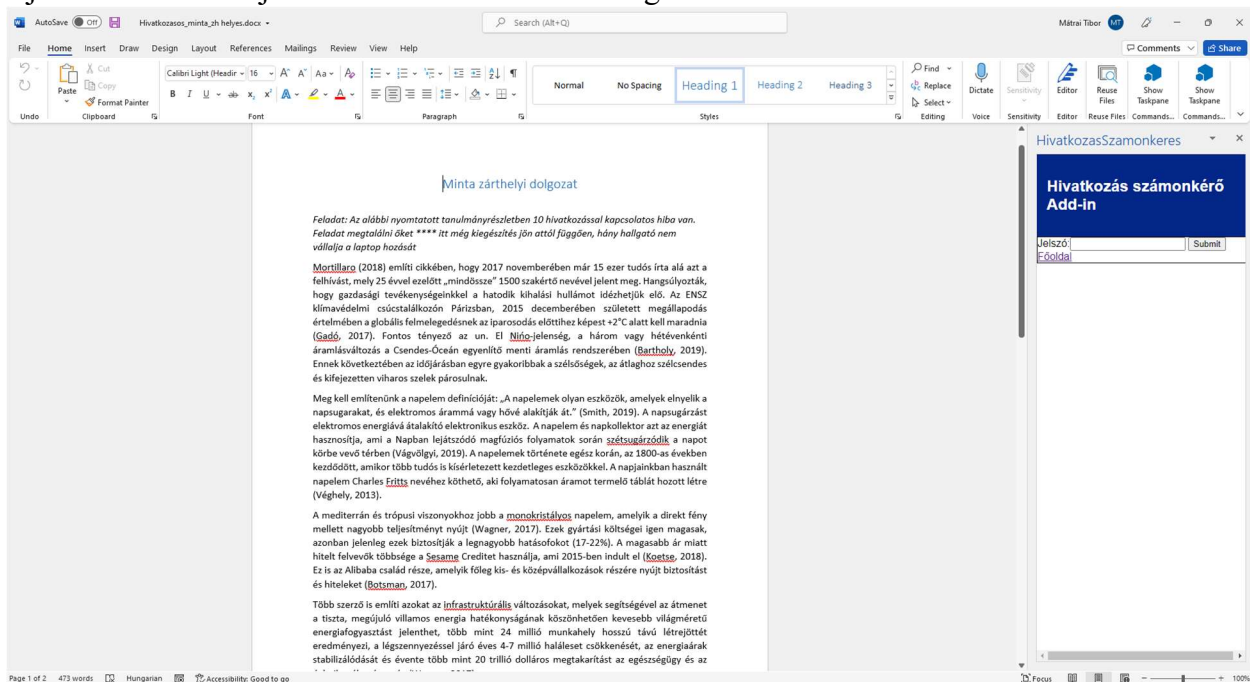 AutoSave Off Hivatkozasos_minta_zh helyes.docx Search (Alt+Q) Mátrai Tibor MT
File Home Insert Draw Design Layout References Mailings Review View Help Comments Share
Paste Cut Copy Format Painter
Calibri Light (Headir 16
Normal No Spacing Heading 1 Heading 2 Heading 3
Find Replace Select
Dictate Sensitivity Editor Reuse Files Show Taskpane Show Taskpane
Undo Clipboard Font Paragraph Styles Editing Voice Sensitivity Editor Reuse Files Commands... Commands...
Minta zárthelyi dolgozat
Feladat: Az alábbi nyomtatott tanulmányrészletben 10 hivatkozással kapcsolatos hiba van.
Feladat megtalálni őket **** itt még kiegészítés jön attól függően, hány hallgató nem
vállalja a laptop hozását
Mortillaro (2018) említi cikkében, hogy 2017 novemberében már 15 ezer tudós írta alá azt a
felhívást, mely 25 évvel ezelőtt „mindössze” 1500 szakértő nevével jelent meg. Hangsúlyozták,
hogy gazdasági tevékenységeinkkel a hatodik kihalási hullámot idézhetjük elő. Az ENSZ
klímavédelmi csúcstalálkozón Párizsban, 2015 decemberében született megállapodás
értelmében a globális felmelegedésnek az iparosodás előttihez képest +2°C alatt kell maradnia
(Gadó, 2017). Fontos tényező az un. El Nińo-jelenség, a három vagy hétévenkénti
áramlásváltozás a Csendes-Óceán egyenlítő menti áramlás rendszerében (Bartholy, 2019).
Ennek következtében az időjárásban egyre gyakoribbak a szélsőségek, az átlaghoz szélcsendes
és kifejezetten viharos szelek párosulnak.
Meg kell említenünk a napelem definícióját: „A napelemek olyan eszközök, amelyek elnyelik a
napsugarakat, és elektromos árammá vagy hővé alakítják át.” (Smith, 2019). A napsugárzást
elektromos energiává átalakító elektronikus eszköz. A napelem és napkollektor azt az energiát
hasznosítja, ami a Napban lejátszódó magfúziós folyamatok során szétsugárzódik a napot
körbe vevő térben (Vágvölgyi, 2019). A napelemek története egész korán, az 1800-as években
kezdődött, amikor több tudós is kísérletezett kezdetleges eszközökkel. A napjainkban használt
napelem Charles Fritts nevéhez köthető, aki folyamatosan áramot termelő táblát hozott létre
(Véghely, 2013).
A mediterrán és trópusi viszonyokhoz jobb a monokristályos napelem, amelyik a direkt fény
mellett nagyobb teljesítményt nyújt (Wagner, 2017). Ezek gyártási költségei igen magasak,
azonban jelenleg ezek biztosítják a legnagyobb hatásofokot (17-22%). A magasabb ár miatt
hitelt felvevők többsége a Sesame Creditet használja, ami 2015-ben indult el (Koetse, 2018).
Ez is az Alibaba család része, amelyik főleg kis- és középvállalkozások részére nyújt biztosítást
és hiteleket (Botsman, 2017).
Több szerző is említi azokat az infrastruktúrális változásokat, melyek segítségével az átmenet
a tiszta, megújuló villamos energia hatékonyságának köszönhetően kevesebb világméretű
energiafogyasztást jelenthet, több mint 24 millió munkahely hosszú távú létrejöttét
eredményezi, a légszennyezéssel járó éves 4-7 millió haláleset csökkenését, az energiaárak
stabilizálódását és évente több mint 20 trillió dolláros megtakarítást az egészségügy és az
HivatkozasSzamonkeres
Hivatkozás számonkérő
Add-in
Jelszó: Submit
Főoldal
Page 1 of 2 473 words Hungarian Accessibility: Good to go Focus 100%